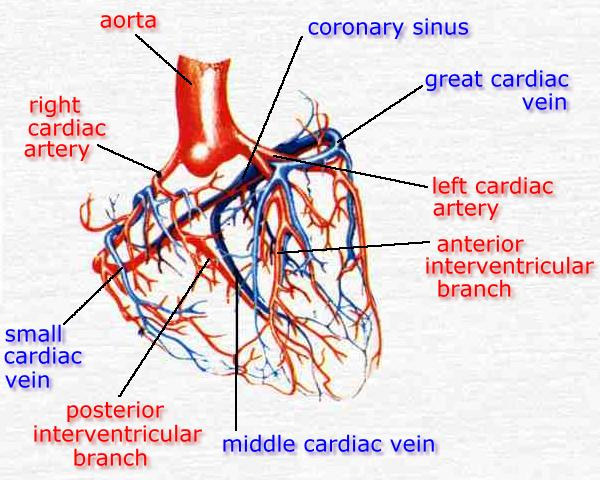 aorta
coronary sinus
great cardiac
vein
right
cardiac
artery
left cardiac
artery
anterior
interventricular
branch
small
cardiac
vein
posterior
interventricular
branch
middle cardiac vein